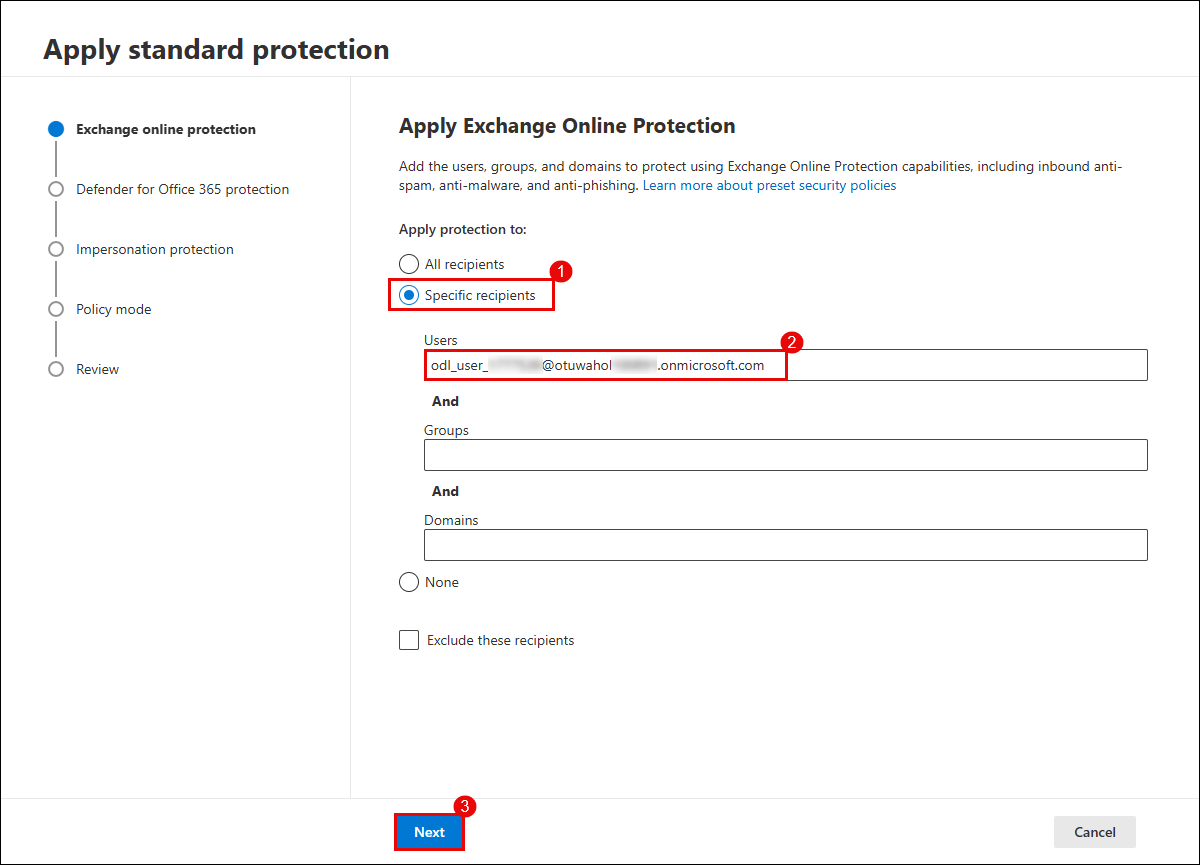 Apply standard protection
Exchange online protection
Defender for Office 365 protection
Impersonation protection
Policy mode
Review
Apply Exchange Online Protection
Add the users, groups, and domains to protect using Exchange Online Protection capabilities, including inbound anti-
spam, anti-malware, and anti-phishing. Learn more about preset security policies
Apply protection to:
All recipients
1
Specific recipients
Users
2
odl_user_ @otuwahol .onmicrosoft.com
And
Groups
And
Domains
None
Exclude these recipients
3
Next
Cancel